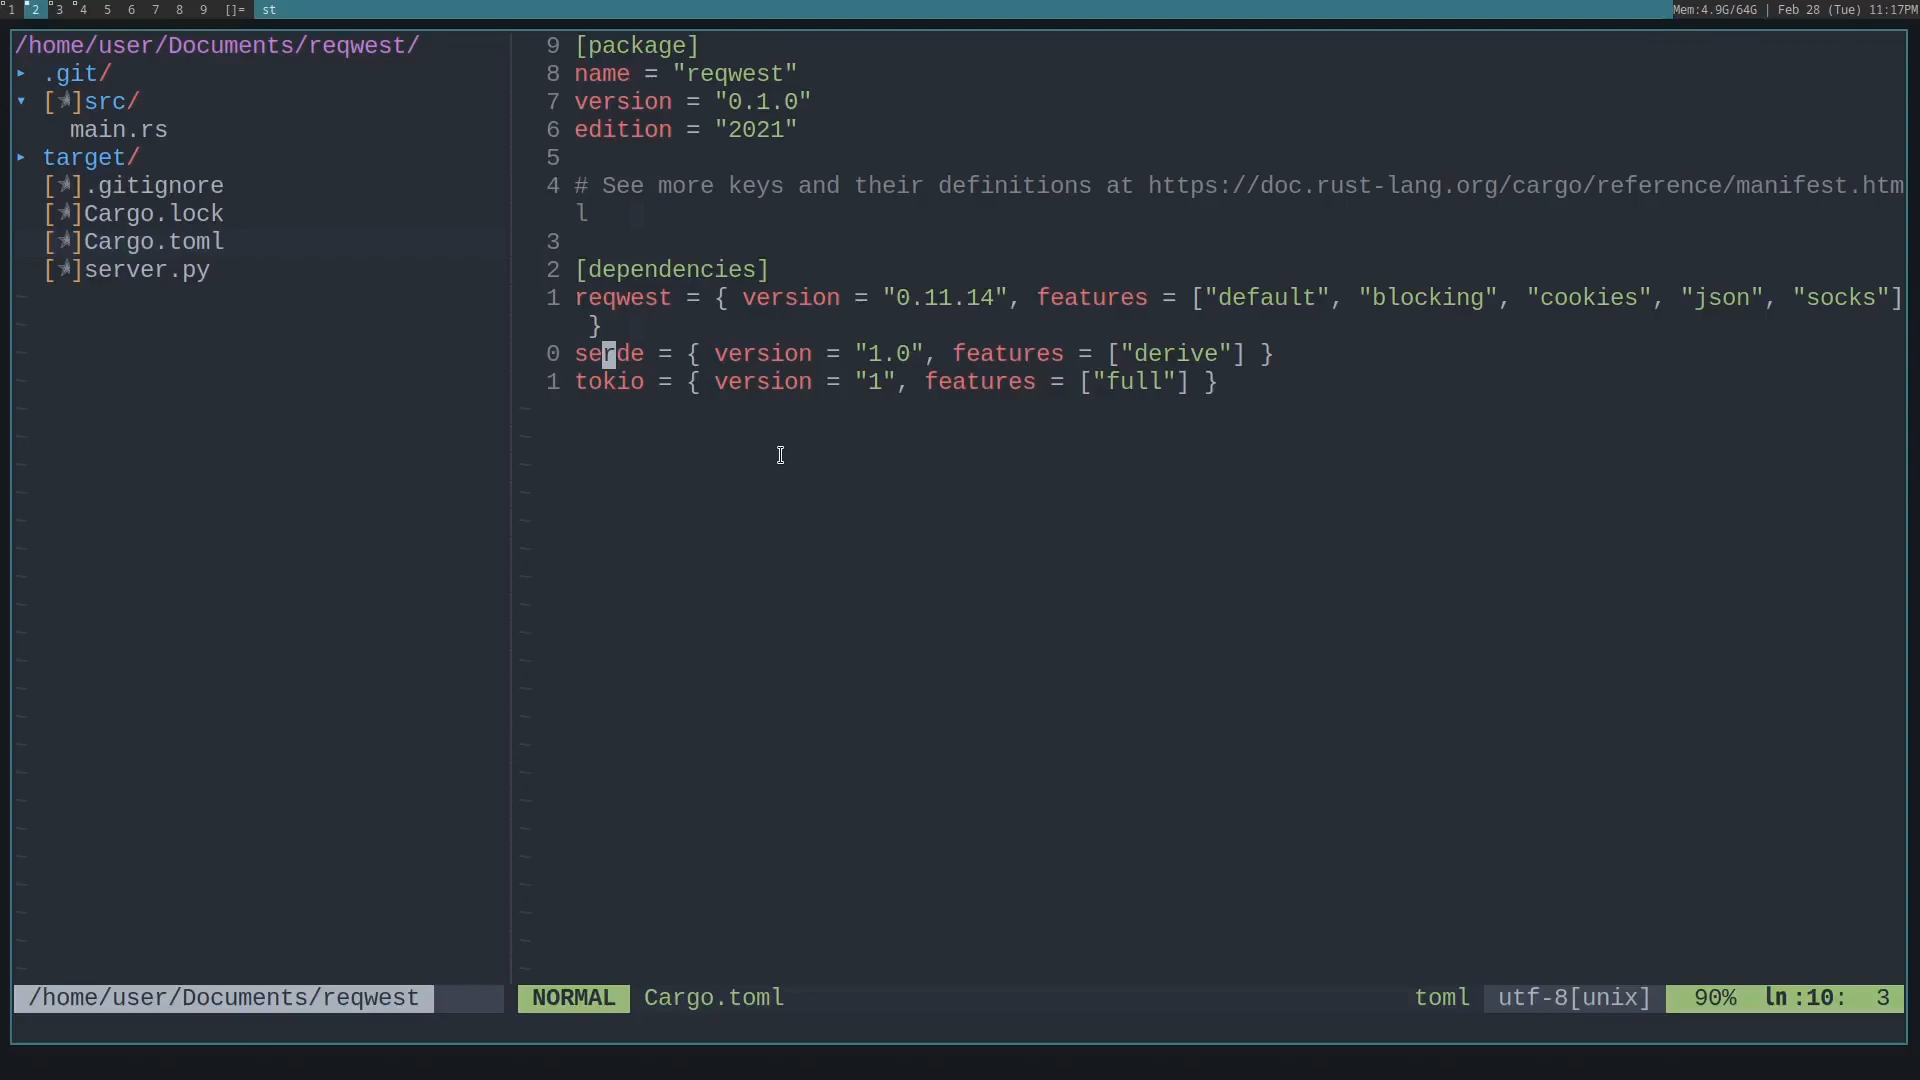 1 2 3 4 5 6 7 8 9 []= st Mem:4.9G/64G | Feb 28 (Tue) 11:17PM
/home/user/Documents/reqwest/
▸ .git/
▾ [★]src/
main.rs
▸ target/
[★].gitignore
[★]Cargo.lock
[★]Cargo.toml
[★]server.py
9 [package]
8 name = "reqwest"
7 version = "0.1.0"
6 edition = "2021"
5
4 # See more keys and their definitions at https://doc.rust-lang.org/cargo/reference/manifest.htm
l
3
2 [dependencies]
1 reqwest = { version = "0.11.14", features = ["default", "blocking", "cookies", "json", "socks"]
}
0 serde = { version = "1.0", features = ["derive"] }
1 tokio = { version = "1", features = ["full"] }
/home/user/Documents/reqwest
NORMAL Cargo.toml toml utf-8[unix] 90% ln :10: 3